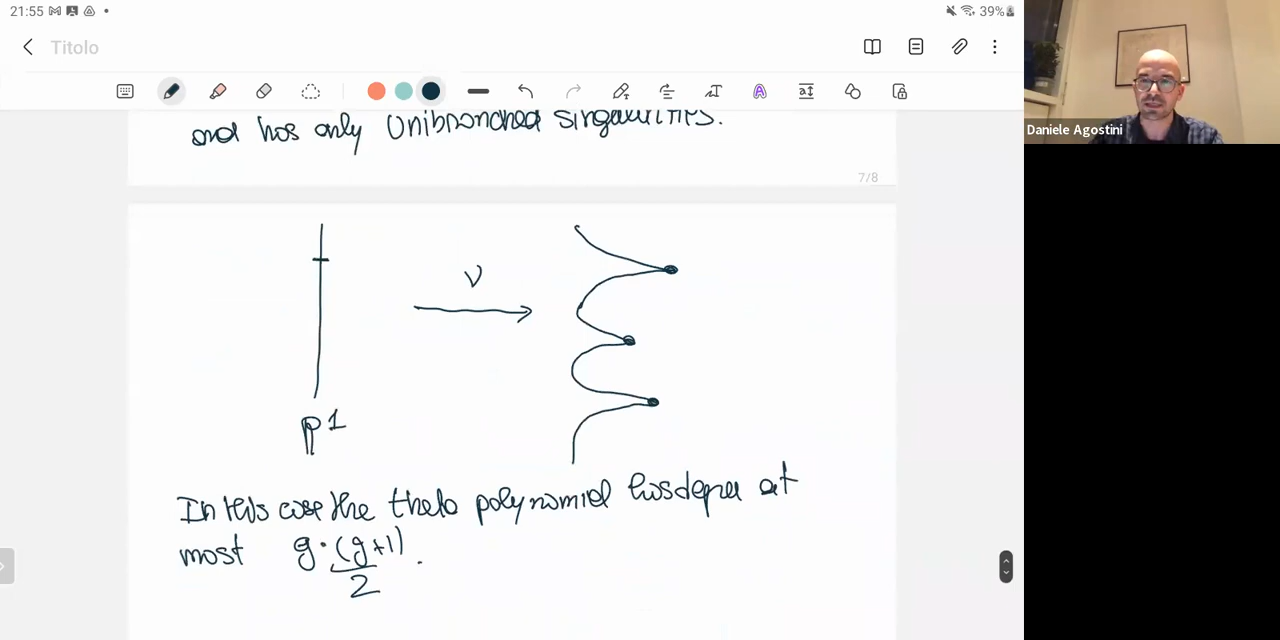 21:55
39%
Titolo
Daniele Agostini
and has only Unibranched singularities.
7/8
ν
P1
In this case the theta polynomial has degree at
most g·(g+1)/2.